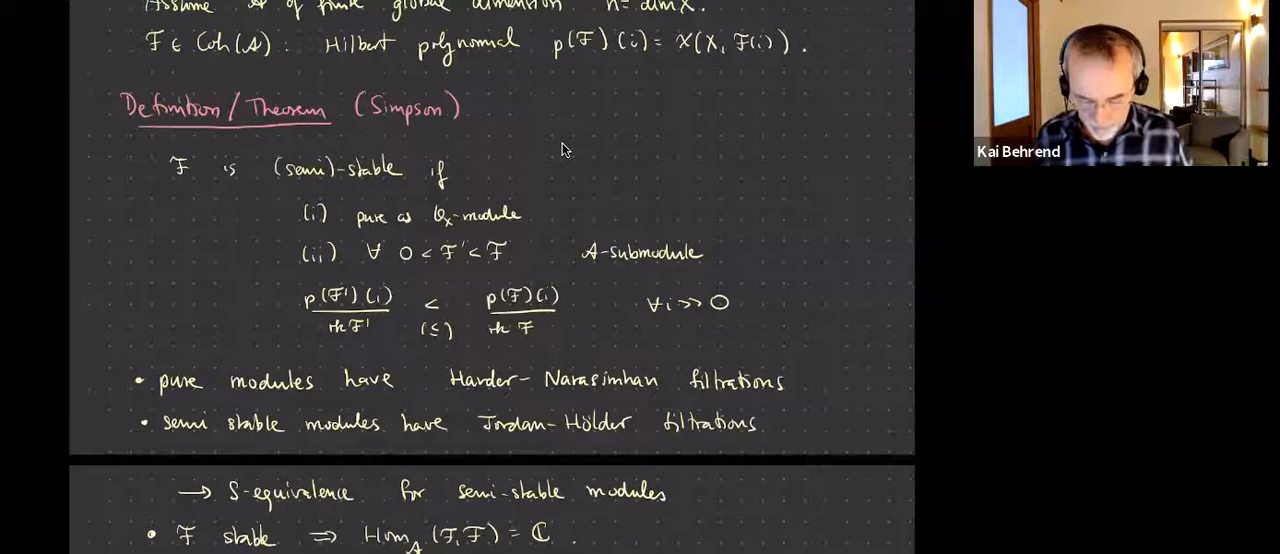 Assume 𝒜 of finite global dimension n = dim X.
F ∈ Coh(𝒜) : Hilbert polynomial p(F)(i) = χ(X, F(i)).
Definition / Theorem (Simpson)
F is (semi)-stable if
(i) pure as O_X-module
(ii) ∀ 0 < F' < F 𝒜-submodule
p(F')(i) / rk F' < (≤) p(F)(i) / rk F ∀ i >> 0
• pure modules have Harder-Narasimhan filtrations
• semi stable modules have Jordan-Hölder filtrations
→ S-equivalence for semi-stable modules
• F stable ⇒ Hom_𝒜 (F, F) = ℂ.
Kai Behrend